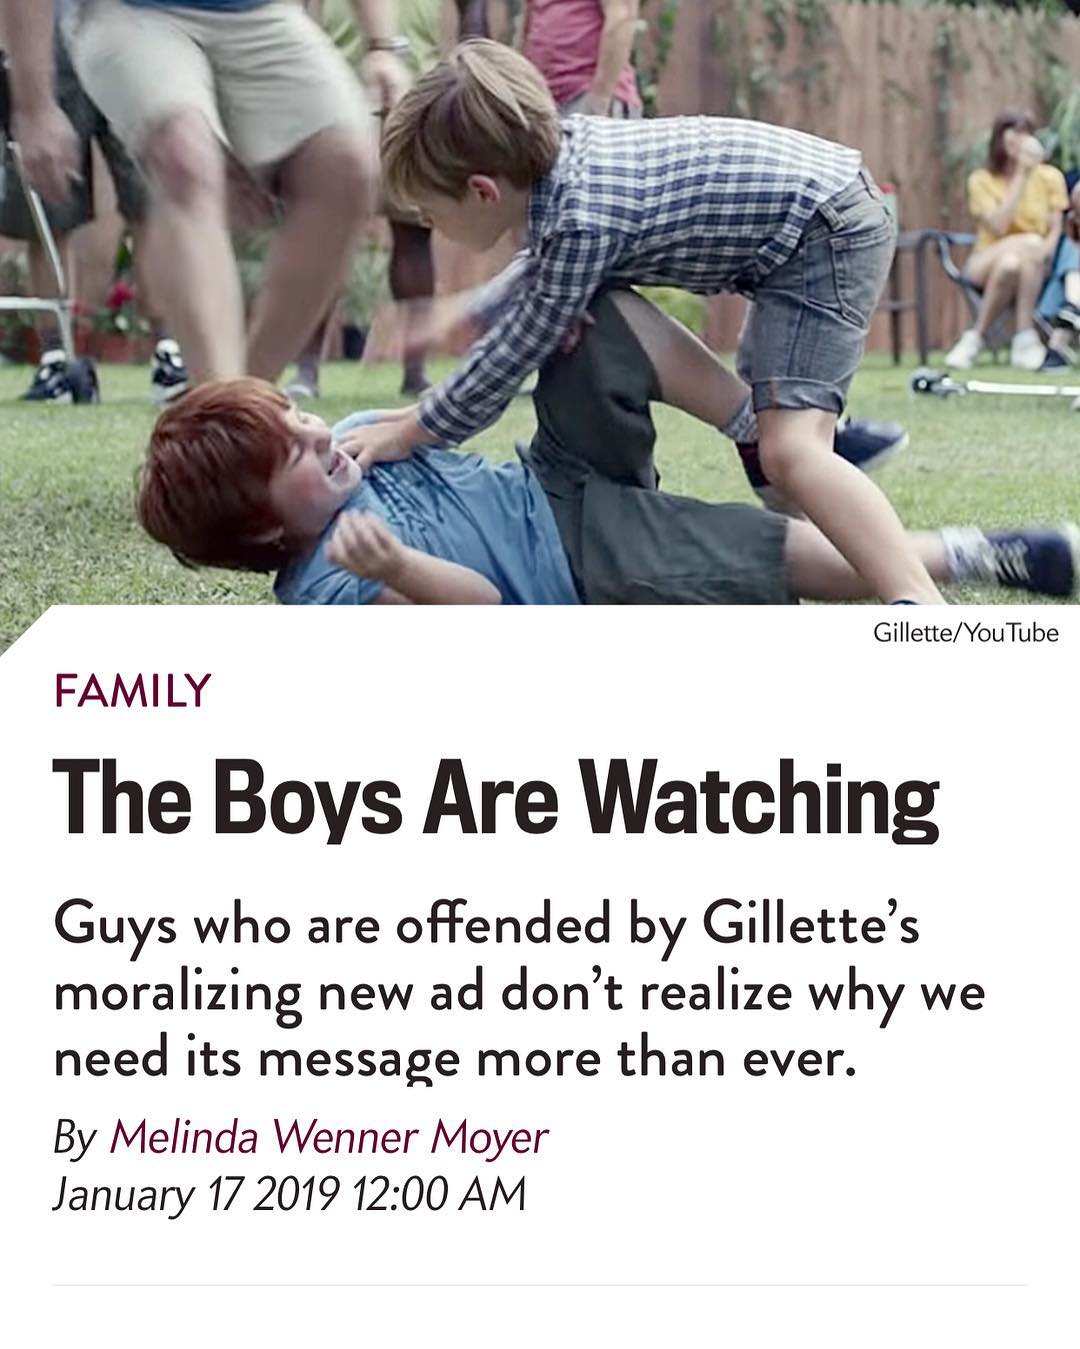 Gillette/YouTube
FAMILY
The Boys Are Watching
Guys who are offended by Gillette’s
moralizing new ad don’t realize why we
need its message more than ever.
By Melinda Wenner Moyer
January 17 2019 12:00 AM